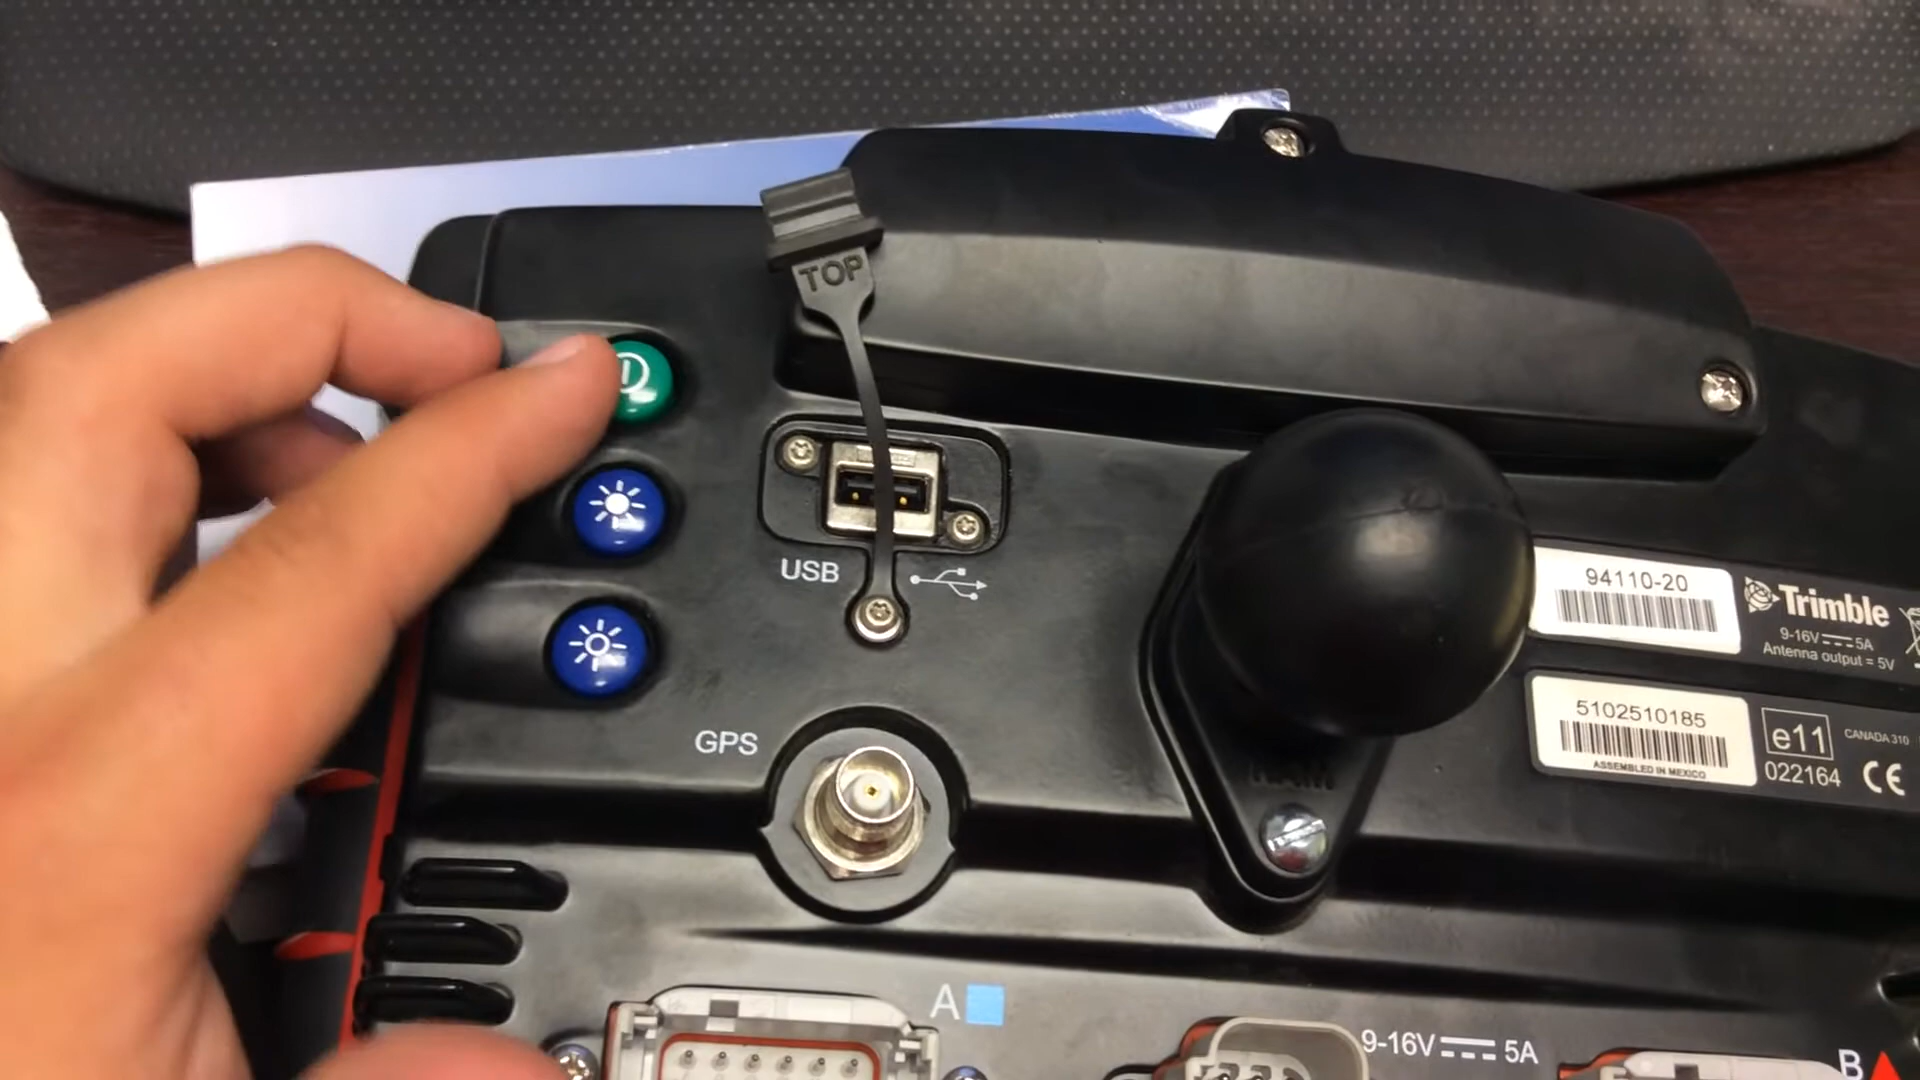 TOP
USB
94110-20
Trimble
9-16V 5A
Antenna output = 5V
GPS
5102510185
ASSEMBLED IN MEXICO
e11
022164
CANADA 310
CE
A
9-16V 5A
B